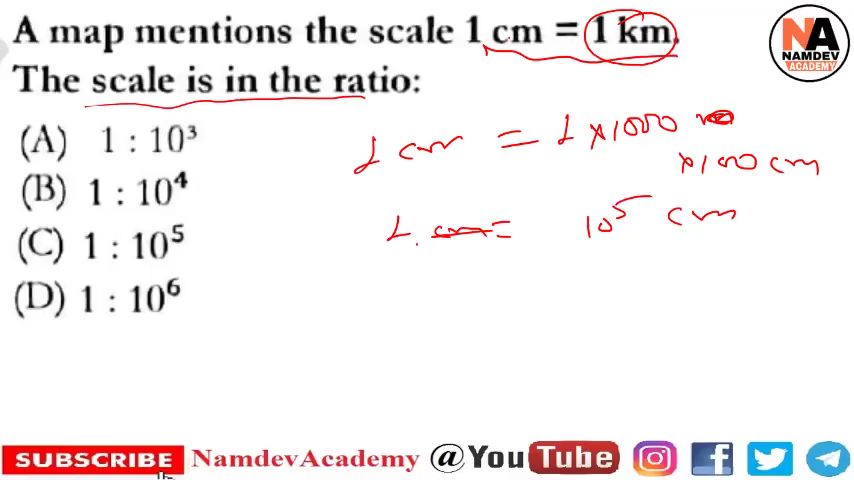 A map mentions the scale 1 cm = 1 km.
The scale is in the ratio:
NA
NAMDEV
ACADEMY
(A) 1 : 10³
(B) 1 : 10⁴
(C) 1 : 10⁵
(D) 1 : 10⁶
1 cm = 1 × 1000
× 100 cm
1 cm = 10⁵ cm
SUBSCRIBE NamdevAcademy @YouTube